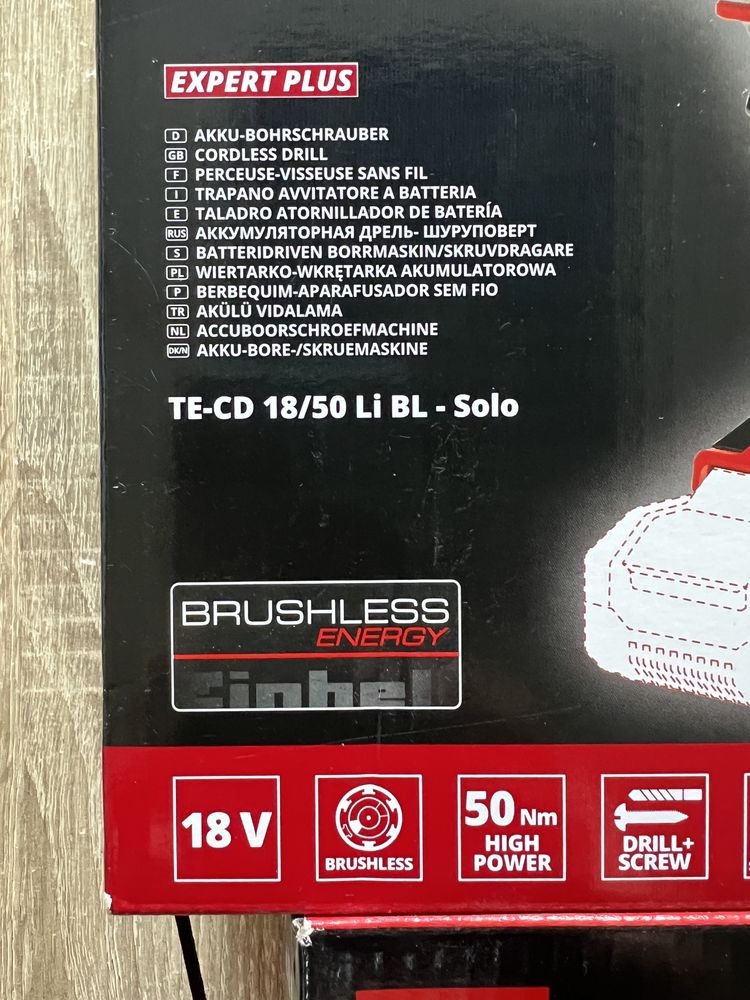 EXPERT PLUS
D AKKU-BOHRSCHRAUBER
GB CORDLESS DRILL
F PERCEUSE-VISSEUSE SANS FIL
I TRAPANO AVVITATORE A BATTERIA
E TALADRO ATORNILLADOR DE BATERÍA
RUS АККУМУЛЯТОРНАЯ ДРЕЛЬ- ШУРУПОВЕРТ
S BATTERIDRIVEN BORRMASKIN/SKRUVDRAGARE
PL WIERTARKO-WKRĘTARKA AKUMULATOROWA
P BERBEQUIM-APARAFUSADOR SEM FIO
TR AKÜLÜ VIDALAMA
NL ACCUBOORSCHROEFMACHINE
DK/N AKKU-BORE-/SKRUEMASKINE
TE-CD 18/50 Li BL - Solo
BRUSHLESS
ENERGY
Einhell
18 V
BRUSHLESS
50 Nm
HIGH
POWER
DRILL+
SCREW